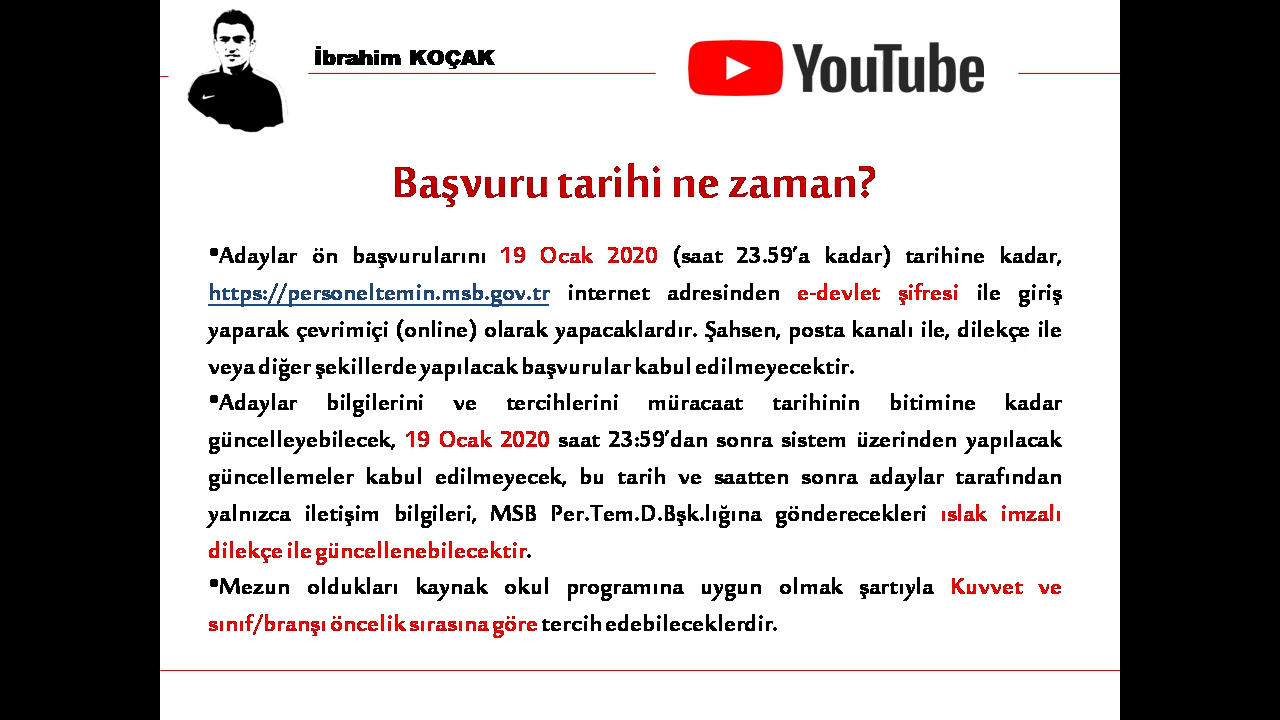 İbrahim KOÇAK
YouTube
Başvuru tarihi ne zaman?
•Adaylar ön başvurularını 19 Ocak 2020 (saat 23.59'a kadar) tarihine kadar,
https://personeltemin.msb.gov.tr internet adresinden e-devlet şifresi ile giriş
yaparak çevrimiçi (online) olarak yapacaklardır. Şahsen, posta kanalı ile, dilekçe ile
veya diğer şekillerde yapılacak başvurular kabul edilmeyecektir.
•Adaylar bilgilerini ve tercihlerini müracaat tarihinin bitimine kadar
güncelleyebilecek, 19 Ocak 2020 saat 23:59'dan sonra sistem üzerinden yapılacak
güncellemeler kabul edilmeyecek, bu tarih ve saatten sonra adaylar tarafından
yalnızca iletişim bilgileri, MSB Per.Tem.D.Bşk.lığına gönderecekleri ıslak imzalı
dilekçe ile güncellenebilecektir.
•Mezun oldukları kaynak okul programına uygun olmak şartıyla Kuvvet ve
sınıf/branşı öncelik sırasına göre tercih edebileceklerdir.